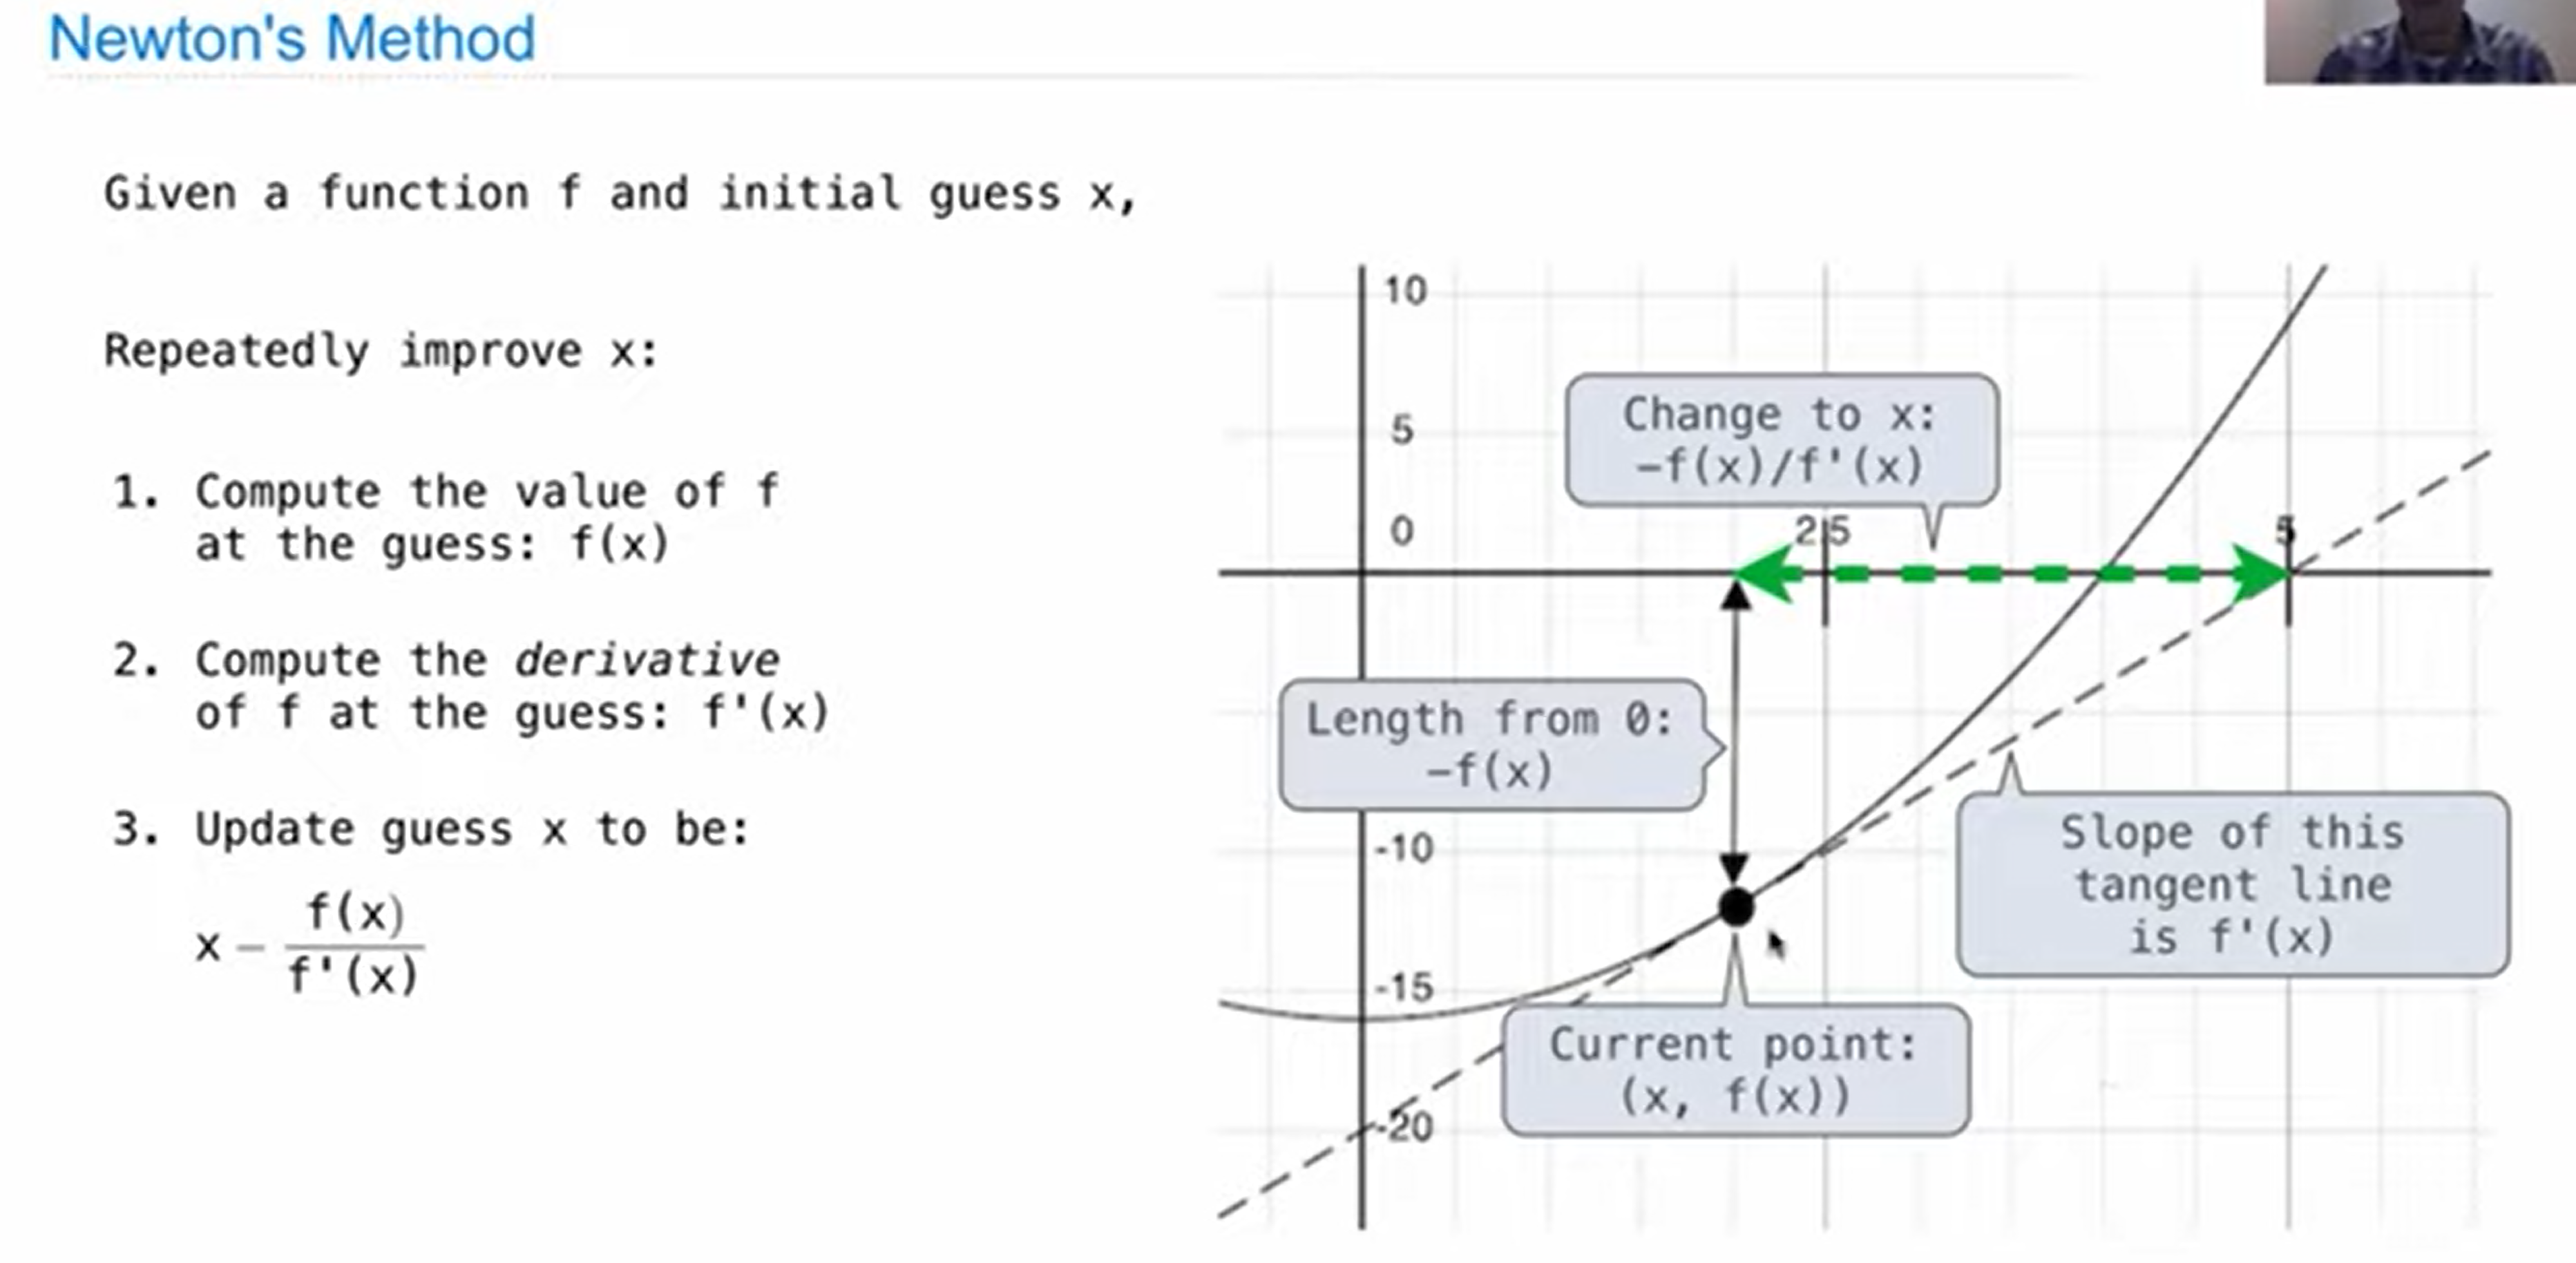 Newton's Method
Given a function f and initial guess x,
Repeatedly improve x:
1. Compute the value of f
at the guess: f(x)
2. Compute the derivative
of f at the guess: f'(x)
3. Update guess x to be:
x - f(x)
f'(x)
10
5
Change to x:
-f(x)/f'(x)
0
2.5
5
Length from 0:
-f(x)
-10
Slope of this
tangent line
is f'(x)
-15
Current point:
(x, f(x))
-20